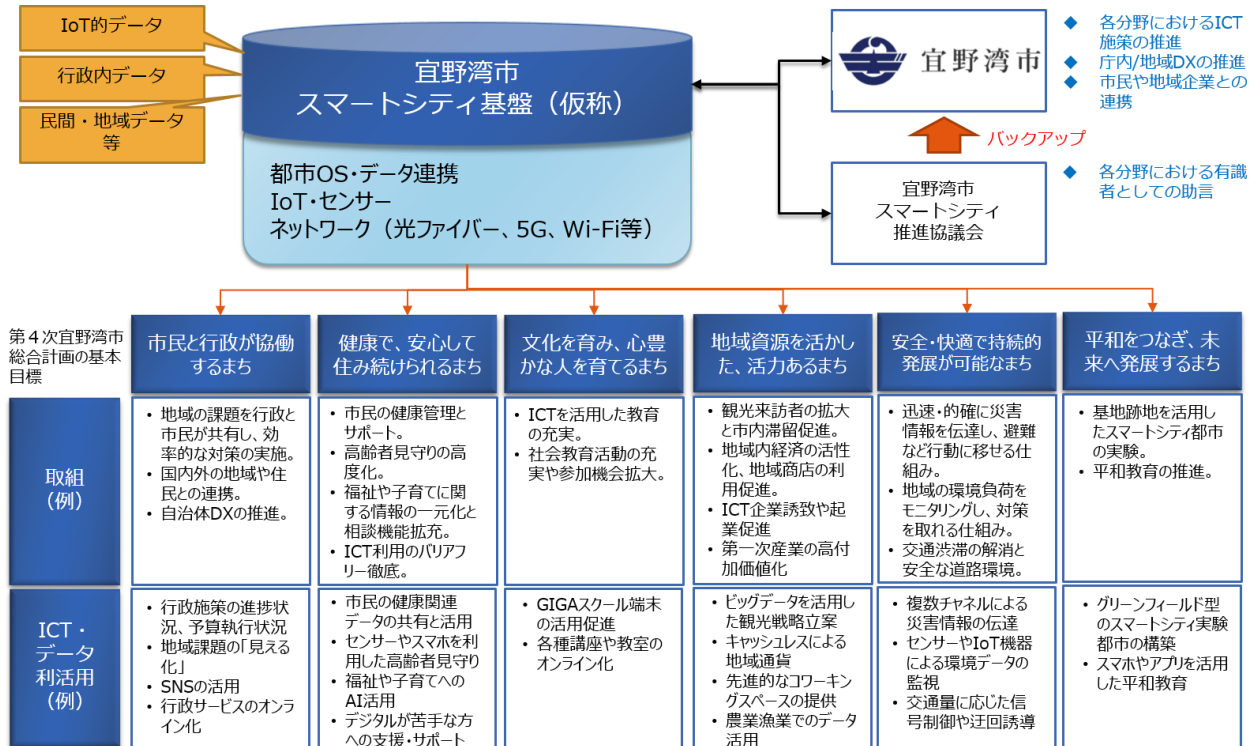 IoT的データ
行政内データ
民間・地域データ
等
宜野湾市
スマートシティ基盤（仮称）
都市OS・データ連携
IoT・センサー
ネットワーク（光ファイバー、5G、Wi-Fi等）
宜野湾市
◆ 各分野におけるICT
施策の推進
◆ 庁内/地域DXの推進
◆ 市民や地域企業との
連携
バックアップ
宜野湾市
スマートシティ
推進協議会
◆ 各分野における有識
者としての助言
第４次宜野湾市
総合計画の基本
目標
市民と行政が協働
するまち
健康で、安心して
住み続けられるまち
文化を育み、心豊
かな人を育てるまち
地域資源を活かし
た、活力あるまち
安全・快適で持続的
発展が可能なまち
平和をつなぎ、未
来へ発展するまち
取組
（例）
• 地域の課題を行政と
市民が共有し、効
率的な対策の実施。
• 国内外の地域や住
民との連携。
• 自治体DXの推進。
• 市民の健康管理と
サポート。
• 高齢者見守りの高
度化。
• 福祉や子育てに関
する情報の一元化と
相談機能拡充。
• ICT利用のバリアフ
リー徹底。
• ICTを活用した教育
の充実。
• 社会教育活動の充
実や参加機会拡大。
• 観光来訪者の拡大
と市内滞留促進。
• 地域内経済の活性
化、地域商店の利
用促進。
• ICT企業誘致や起
業促進
• 第一次産業の高付
加価値化
• 迅速・的確に災害
情報を伝達し、避難
など行動に移せる仕
組み。
• 地域の環境負荷を
モニタリングし、対策
を取れる仕組み。
• 交通渋滞の解消と
安全な道路環境。
• 基地跡地を活用し
たスマートシティ都市
の実験。
• 平和教育の推進。
ICT・
データ
利活用
（例）
• 行政施策の進捗状
況、予算執行状況
• 地域課題の「見える
化」
• SNSの活用
• 行政サービスのオンラ
イン化
• 市民の健康関連
データの共有と活用
• センサーやスマホを利
用した高齢者見守り
• 福祉や子育てへの
AI活用
• デジタルが苦手な方
への支援・サポート
• GIGAスクール端末
の活用促進
• 各種講座や教室の
オンライン化
• ビッグデータを活用し
た観光戦略立案
• キャッシュレスによる
地域通貨
• 先進的なコワーキン
グスペースの提供
• 農業漁業でのデータ
活用
• 複数チャネルによる
災害情報の伝達
• センサーやIoT機器
による環境データの
監視
• 交通量に応じた信
号制御や迂回誘導
• グリーンフィールド型
のスマートシティ実験
都市の構築
• スマホやアプリを活用
した平和教育